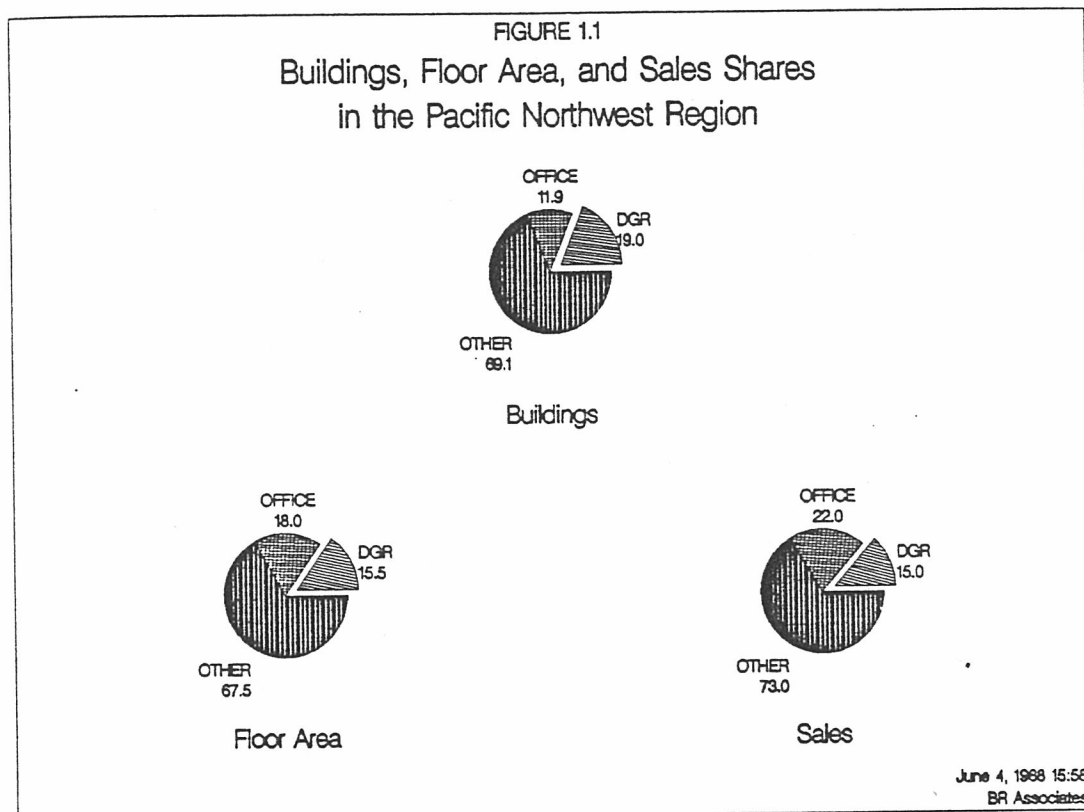 FIGURE 1.1
Buildings, Floor Area, and Sales Shares
in the Pacific Northwest Region
OFFICE
11.9
DGR
19.0
OTHER
69.1
Buildings
OFFICE
18.0
DGR
15.5
OTHER
67.5
Floor Area
OFFICE
22.0
DGR
15.0
OTHER
73.0
Sales
June 4, 1988 15:58
BR Associates